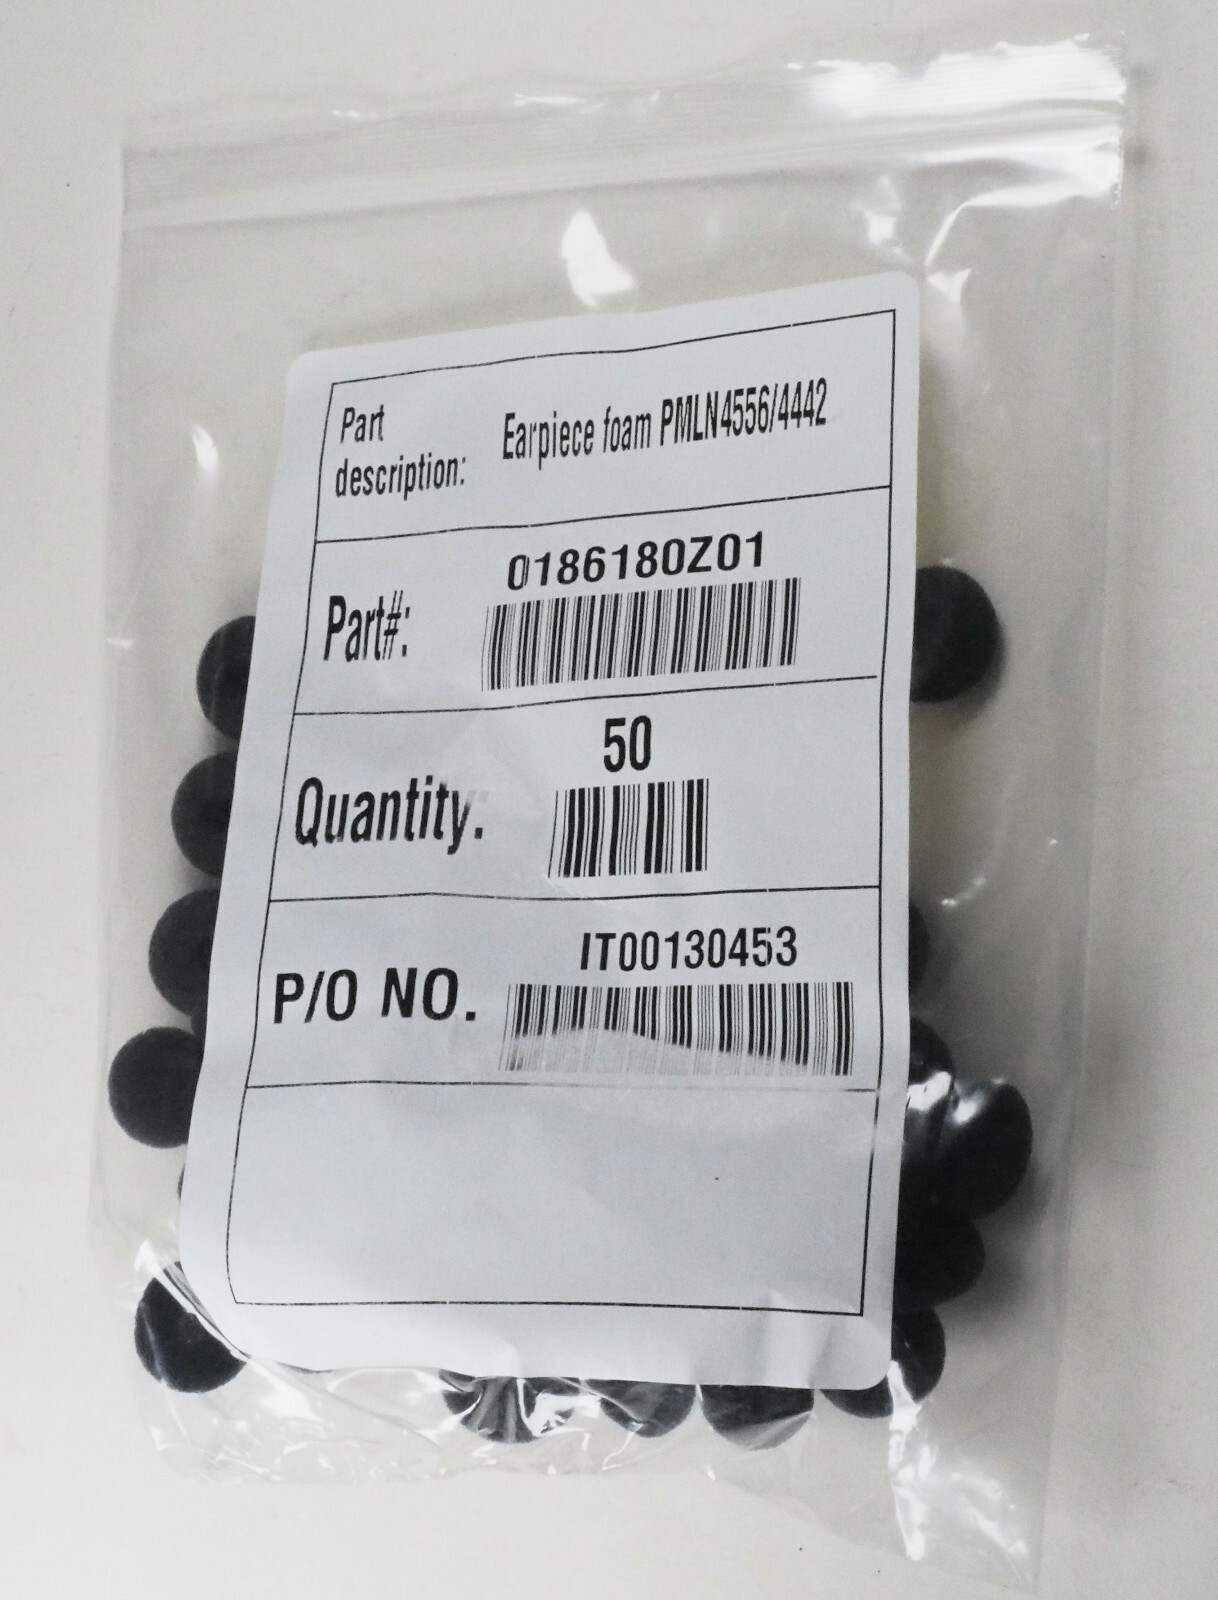 Part
description:
Earpiece foam PMLN4556/4442
Part#:
0186180Z01
Quantity:
50
P/O NO.
IT00130453